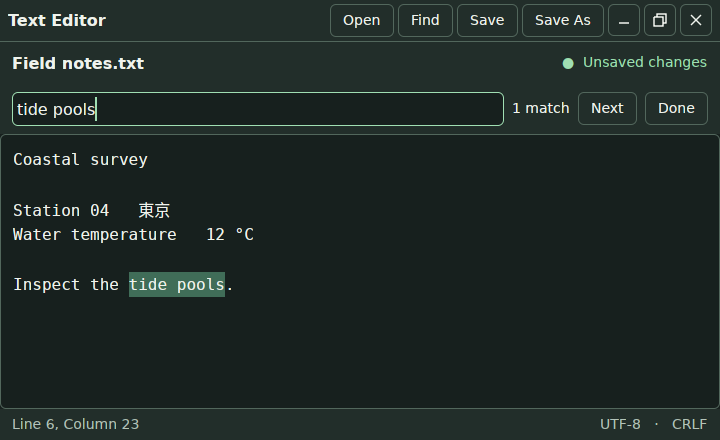 Text Editor Open Find Save Save As
Field notes.txt Unsaved changes
tide pools 1 match Next Done
Coastal survey
Station 04 東京
Water temperature 12 °C
Inspect the tide pools.
Line 6, Column 23 UTF-8 · CRLF